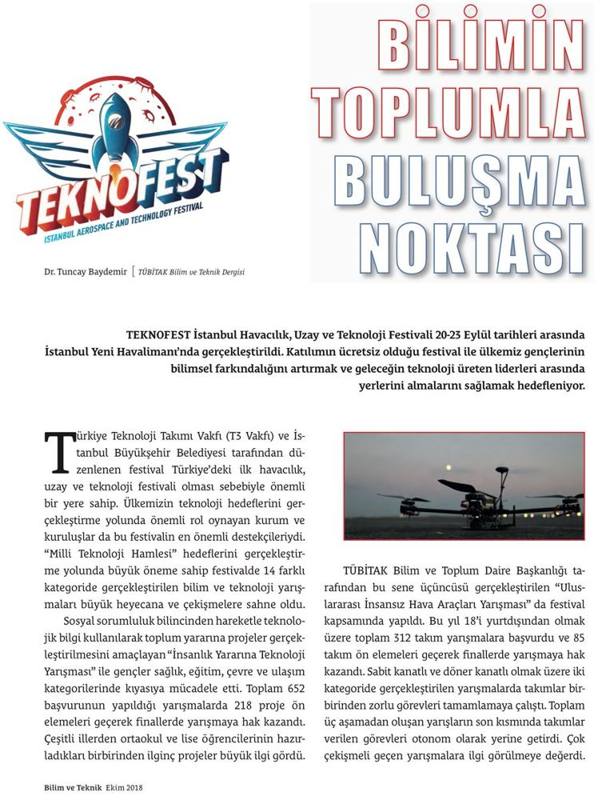 BİLİMİN
TOPLUMLA
BULUŞMA
NOKTASI
TEKNOFEST
ISTANBUL AEROSPACE AND TECHNOLOGY FESTIVAL
Dr. Tuncay Baydemir [ TÜBİTAK Bilim ve Teknik Dergisi
TEKNOFEST İstanbul Havacılık, Uzay ve Teknoloji Festivali 20-23 Eylül tarihleri arasında
İstanbul Yeni Havalimanı’nda gerçekleştirildi. Katılımın ücretsiz olduğu festival ile ülkemiz gençlerinin
bilimsel farkındalığını artırmak ve geleceğin teknoloji üreten liderleri arasında
yerlerini almalarını sağlamak hedefleniyor.
Türkiye Teknoloji Takımı Vakfı (T3 Vakfı) ve İs-
tanbul Büyükşehir Belediyesi tarafından dü-
zenlenen festival Türkiye’deki ilk havacılık,
uzay ve teknoloji festivali olması sebebiyle önemli
bir yere sahip. Ülkemizin teknoloji hedeflerini ger-
çekleştirme yolunda önemli rol oynayan kurum ve
kuruluşlar da bu festivalin en önemli destekçileriydi.
“Milli Teknoloji Hamlesi” hedeflerini gerçekleştir-
me yolunda büyük öneme sahip festivalde 14 farklı
kategoride gerçekleştirilen bilim ve teknoloji yarış-
maları büyük heyecana ve çekişmelere sahne oldu.
Sosyal sorumluluk bilincinden hareketle teknolo-
jik bilgi kullanılarak toplum yararına projeler gerçek-
leştirilmesini amaçlayan “İnsanlık Yararına Teknoloji
Yarışması” ile gençler sağlık, eğitim, çevre ve ulaşım
kategorilerinde kıyasıya mücadele etti. Toplam 652
başvurunun yapıldığı yarışmalarda 218 proje ön
elemeleri geçerek finallerde yarışmaya hak kazandı.
Çeşitli illerden ortaokul ve lise öğrencilerinin hazır-
ladıkları birbirinden ilginç projeler büyük ilgi gördü.
TÜBİTAK Bilim ve Toplum Daire Başkanlığı ta-
rafından bu sene üçüncüsü gerçekleştirilen “Ulus-
lararası İnsansız Hava Araçları Yarışması” da festival
kapsamında yapıldı. Bu yıl 18’i yurtdışından olmak
üzere toplam 312 takım yarışmalara başvurdu ve 85
takım ön elemeleri geçerek finallerde yarışmaya hak
kazandı. Sabit kanatlı ve döner kanatlı olmak üzere iki
kategoride gerçekleştirilen yarışmalarda takımlar bir-
birinden zorlu görevleri tamamlamaya çalıştı. Toplam
üç aşamadan oluşan yarışların son kısmında takımlar
verilen görevleri otonom olarak yerine getirdi. Çok
çekişmeli geçen yarışmalara ilgi görülmeye değerdi.
Bilim ve Teknik Ekim 2018